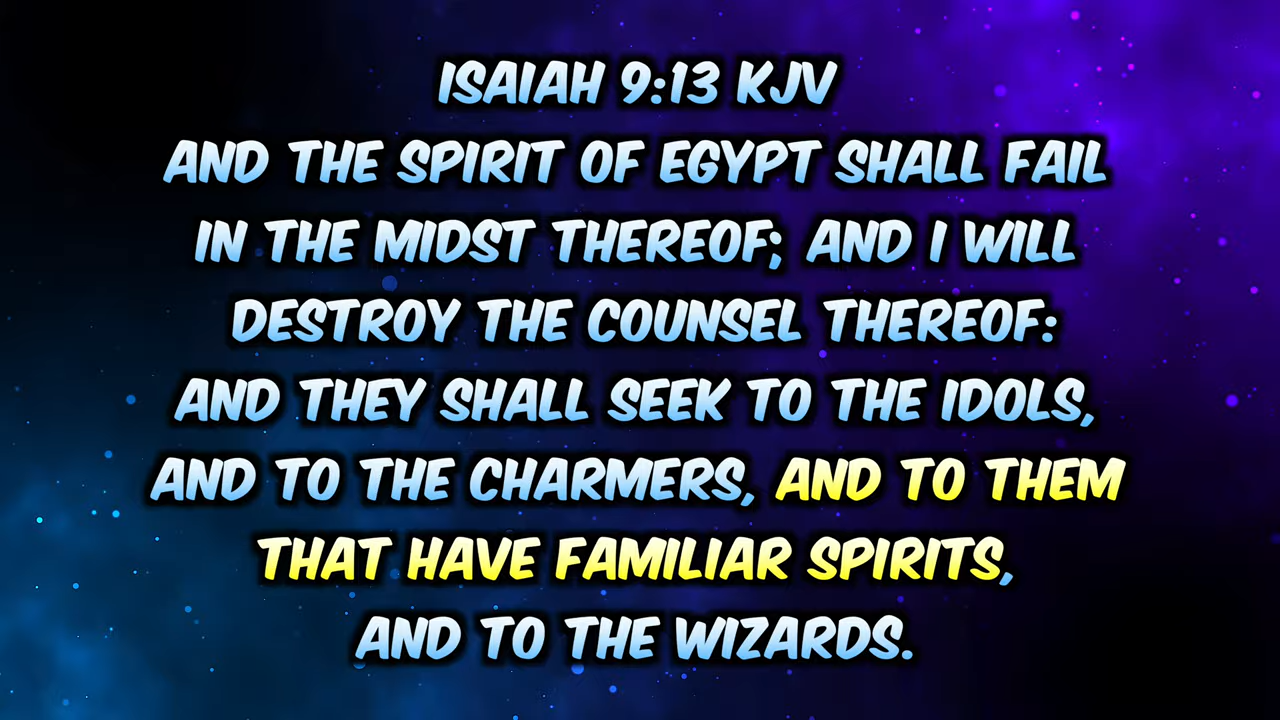 ISAIAH 9:13 KJV
AND THE SPIRIT OF EGYPT SHALL FAIL
IN THE MIDST THEREOF; AND I WILL
DESTROY THE COUNSEL THEREOF:
AND THEY SHALL SEEK TO THE IDOLS,
AND TO THE CHARMERS, AND TO THEM
THAT HAVE FAMILIAR SPIRITS,
AND TO THE WIZARDS.